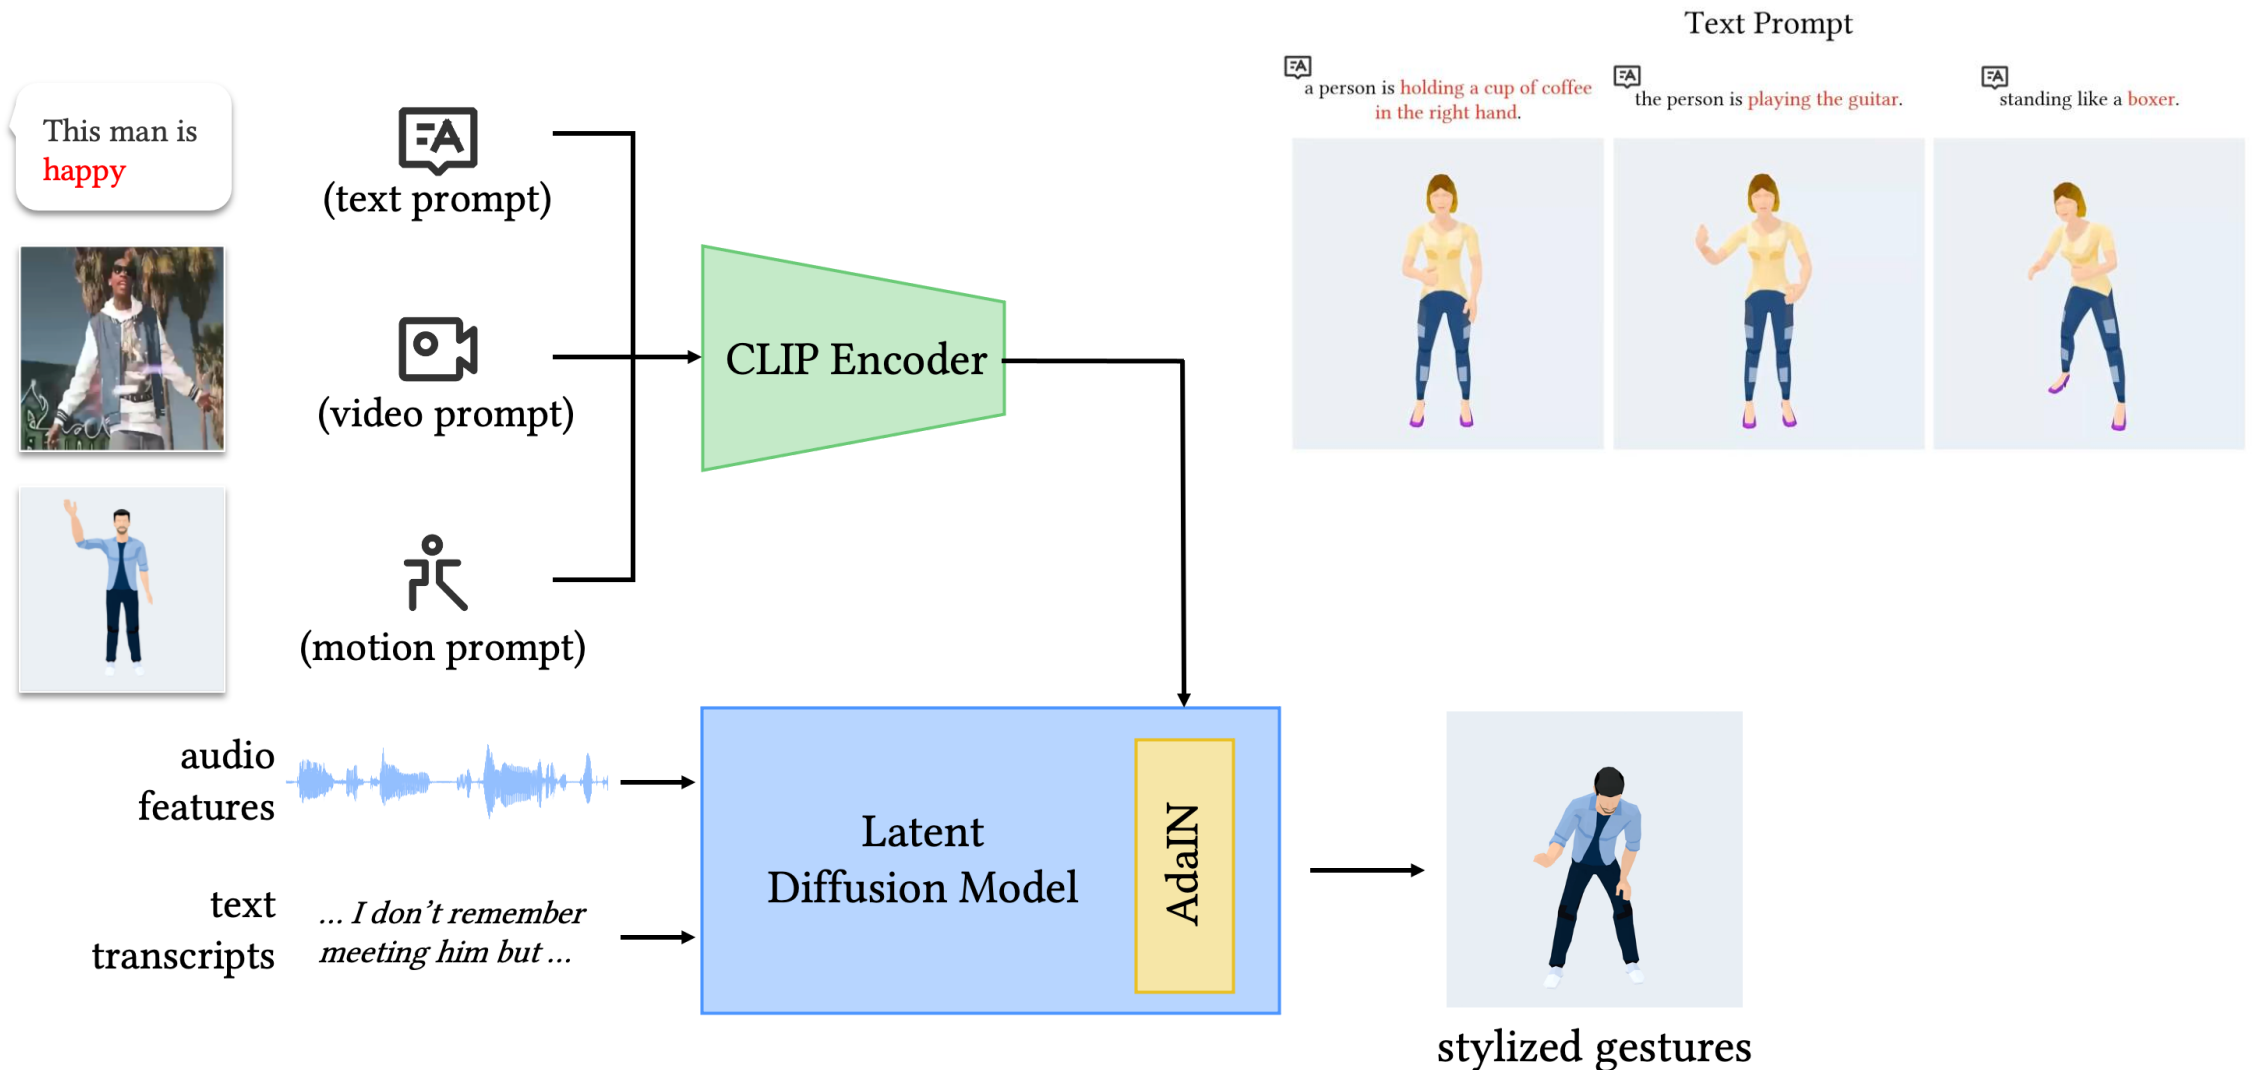 This man is
happy
(text prompt)
(video prompt)
(motion prompt)
CLIP Encoder
audio
features
text
transcripts
... I don't remember
meeting him but ...
Latent
Diffusion Model
AdaIN
stylized gestures
Text Prompt
a person is holding a cup of coffee
in the right hand.
the person is playing the guitar.
standing like a boxer.